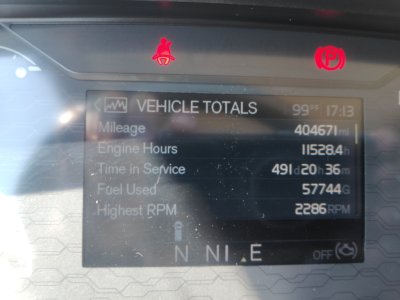 VEHICLE TOTALS 99°F 17:13
Mileage 404671mi
Engine Hours 11528.4h
Time in Service 491d 20h 36m
Fuel Used 57744G
Highest RPM 2286RPM
N N1 E OFF